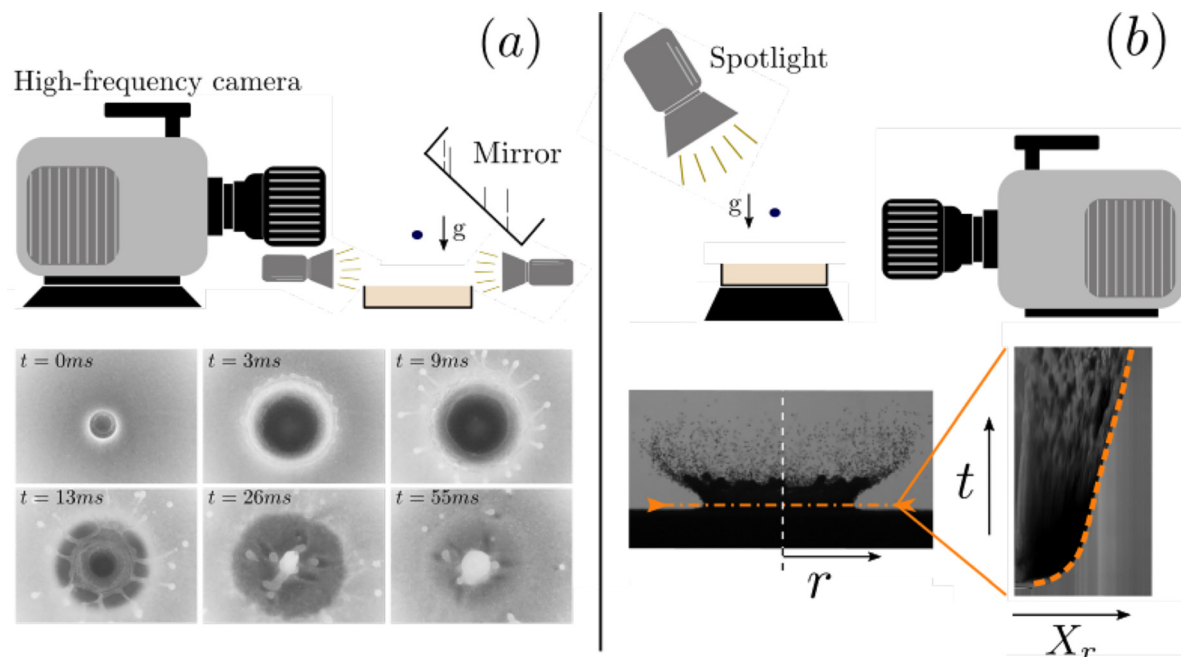 (a)
High-frequency camera
Mirror
g
t = 0ms
t = 3ms
t = 9ms
t = 13ms
t = 26ms
t = 55ms
(b)
Spotlight
g
r
t
X_r